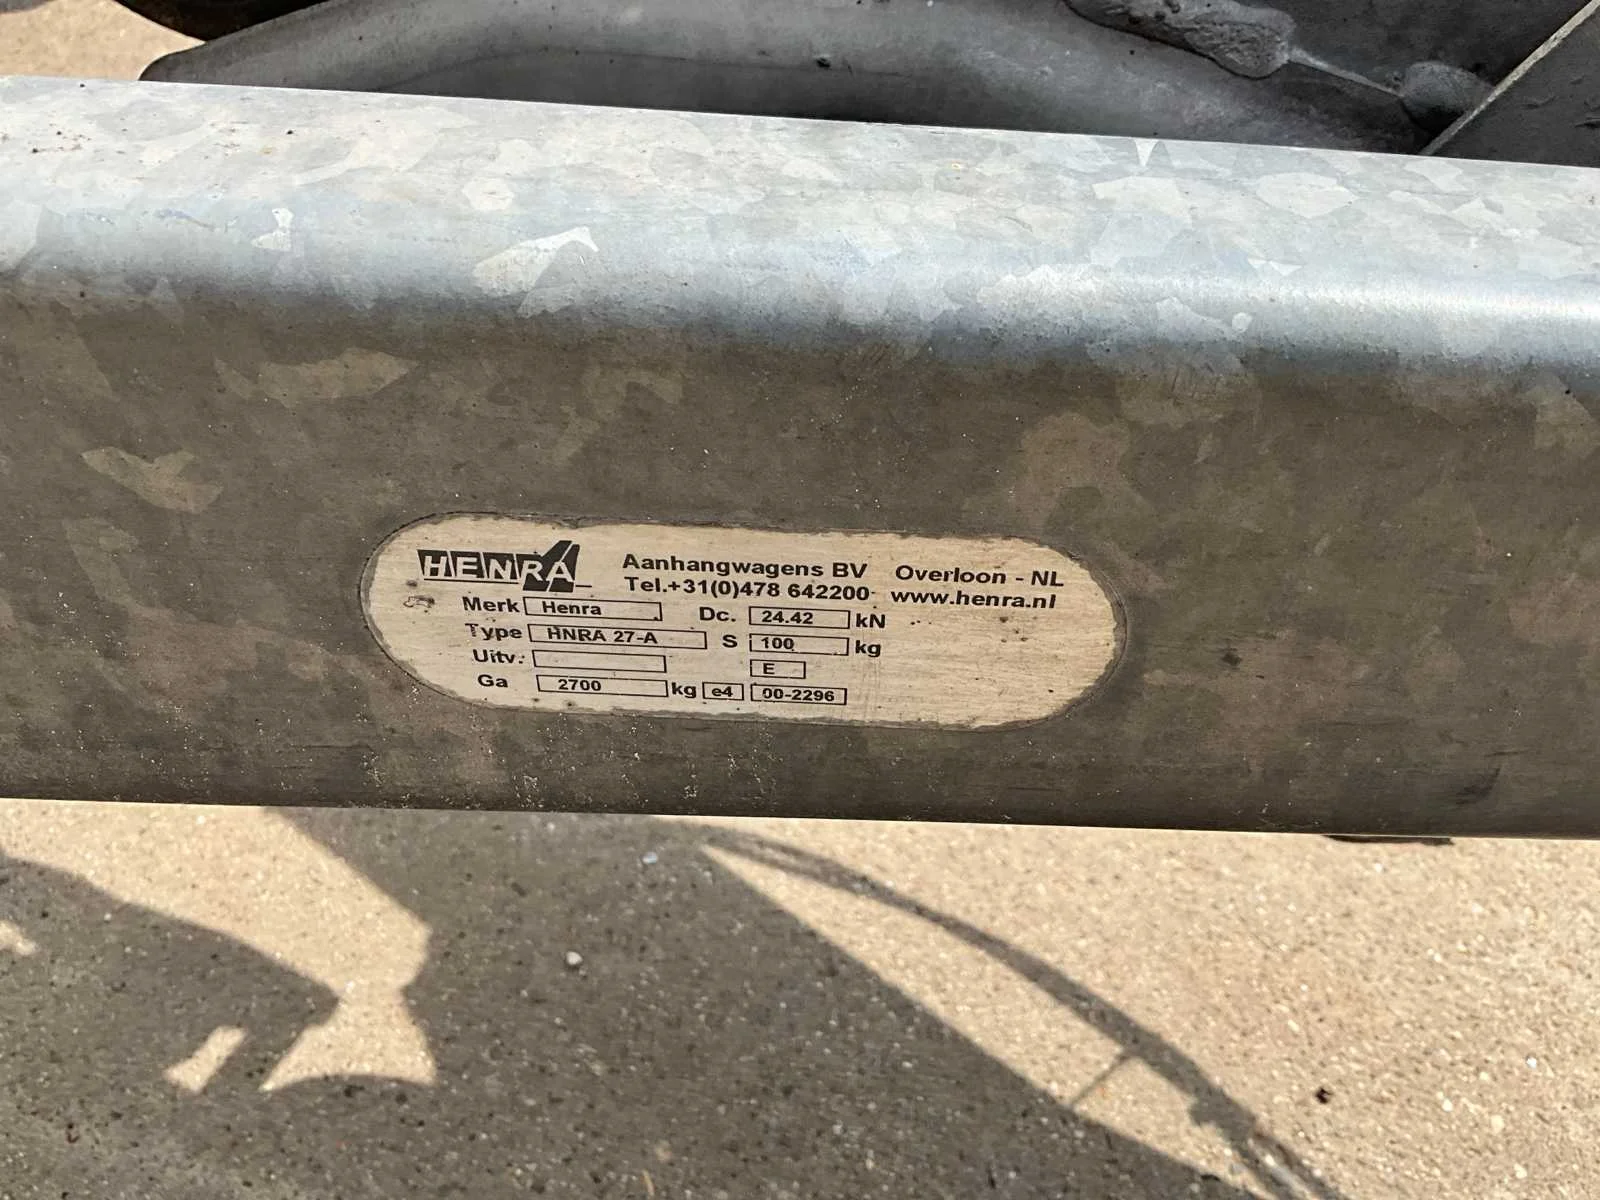 HENRA Aanhangwagens BV Overloon - NL
Tel.+31(0)478 642200 www.henra.nl
Merk Henra Dc. 24.42 kN
Type HNRA 27-A S 100 kg
Uitv. E
Ga 2700 kg e4 00-2296